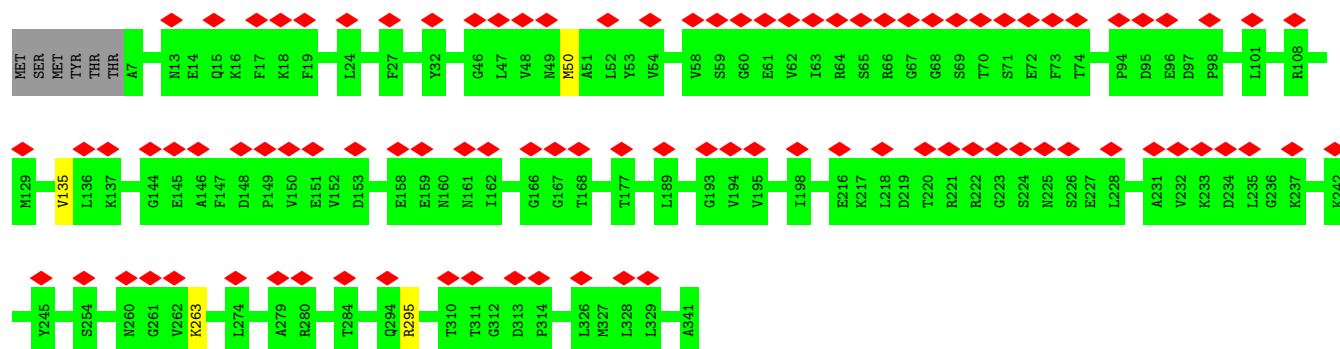 MET SER MET TYR THR THR A7 N13 E14 Q15 K16 F17 K18 F19 L24 F27 Y32 G46 L47 V48 N49 M50 A51 L52 Y53 V54 V58 S59 G60 E61 V62 I63 R64 S65 R66 G67 G68 S69 T70 S71 E72 F73 T74 P94 D95 E96 D97 P98 L101 R108
M129 V135 L136 K137 G144 E145 A146 F147 D148 P149 V150 E151 V152 D153 E158 E159 N160 N161 I162 G166 G167 T168 T177 L189 G193 V194 V195 I198 E216 K217 L218 D219 T220 R221 R222 G223 S224 N225 S226 E227 L228 A231 V232 K233 D234 L235 G236 K237 K242
Y245 S254 N260 G261 V262 K263 L274 A279 R280 T284 Q294 R295 T310 T311 G312 D313 P314 L326 M327 L328 L329 A341